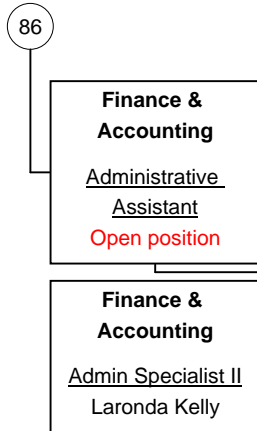 86
Finance &
Accounting
Administrative
Assistant
Open position
Finance &
Accounting
Admin Specialist II
Laronda Kelly